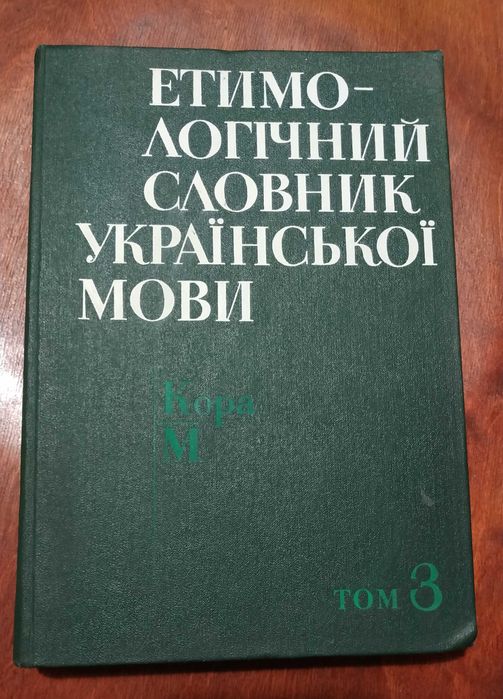 ЕТИМО-
ЛОГІЧНИЙ
СЛОВНИК
УКРАЇНСЬКОЇ
МОВИ
Кора
М
ТОМ 3